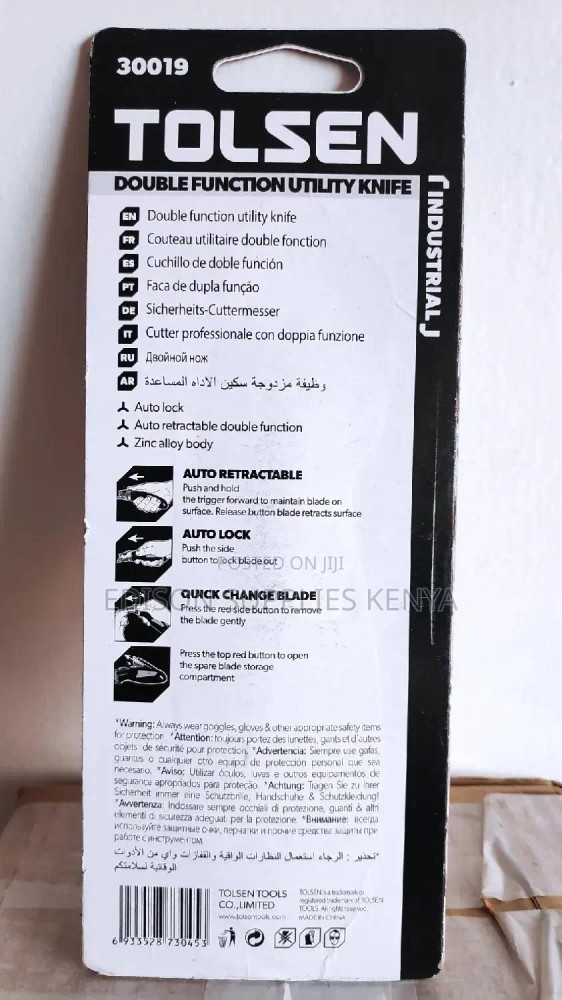 30019
TOLSEN
DOUBLE FUNCTION UTILITY KNIFE
INDUSTRIAL
EN Double function utility knife
FR Couteau utilitaire double fonction
ES Cuchillo de doble función
PT Faca de dupla função
DE Sicherheits-Cuttermesser
IT Cutter professionale con doppia funzione
RU Двойной нож
AR وظيفة مزدوجة سكين الاداه المساعدة
Auto lock
Auto retractable double function
Zinc alloy body
AUTO RETRACTABLE
Push and hold
the trigger forward to maintain blade on
surface. Release button blade retracts surface
AUTO LOCK
Push the side
button to lock blade out
POSTED ON JIJI
QUICK CHANGE BLADE
EDISON SUPPLIES KENYA
Press the red side button to remove
the blade gently
Press the top red button to open
the spare blade storage
compartment
*Warning: Always wear goggles, gloves & other appropriate safety items
for protection *Attention: toujours portez des lunettes, gants et d'autres
objets de sécurité pour protection. *Advertencia: Siempre use gafas,
guantes o cualquier otro equipo de protección personal que sea
necesario. *Aviso: Utilizar óculos, luvas e outros equipamentos de
segurança apropriados para proteção. *Achtung: Tragen Sie zu Ihrer
Sicherheit immer eine Schutzbrille, Handschuhe & Schutzkleidung!
*Avvertenza: Indossare sempre occhiali di protezione, guanti & altri
elementi di sicurezza adeguati per la protezione. *Внимание: всегда
используйте защитные очки, перчатки и прочие средства защиты при
работе с инструментом.
*تحذير : الرجاء استعمال النظارات الواقية والقفازات وأي من الأدوات
الوقائية لسلامتكم
6 933528 730453
TOLSEN TOOLS
CO.,LIMITED
www.tolsentools.com
TOLSEN is a trademark or
registered trademark of TOLSEN
TOOLS. All rights reserved.
MADE IN CHINA